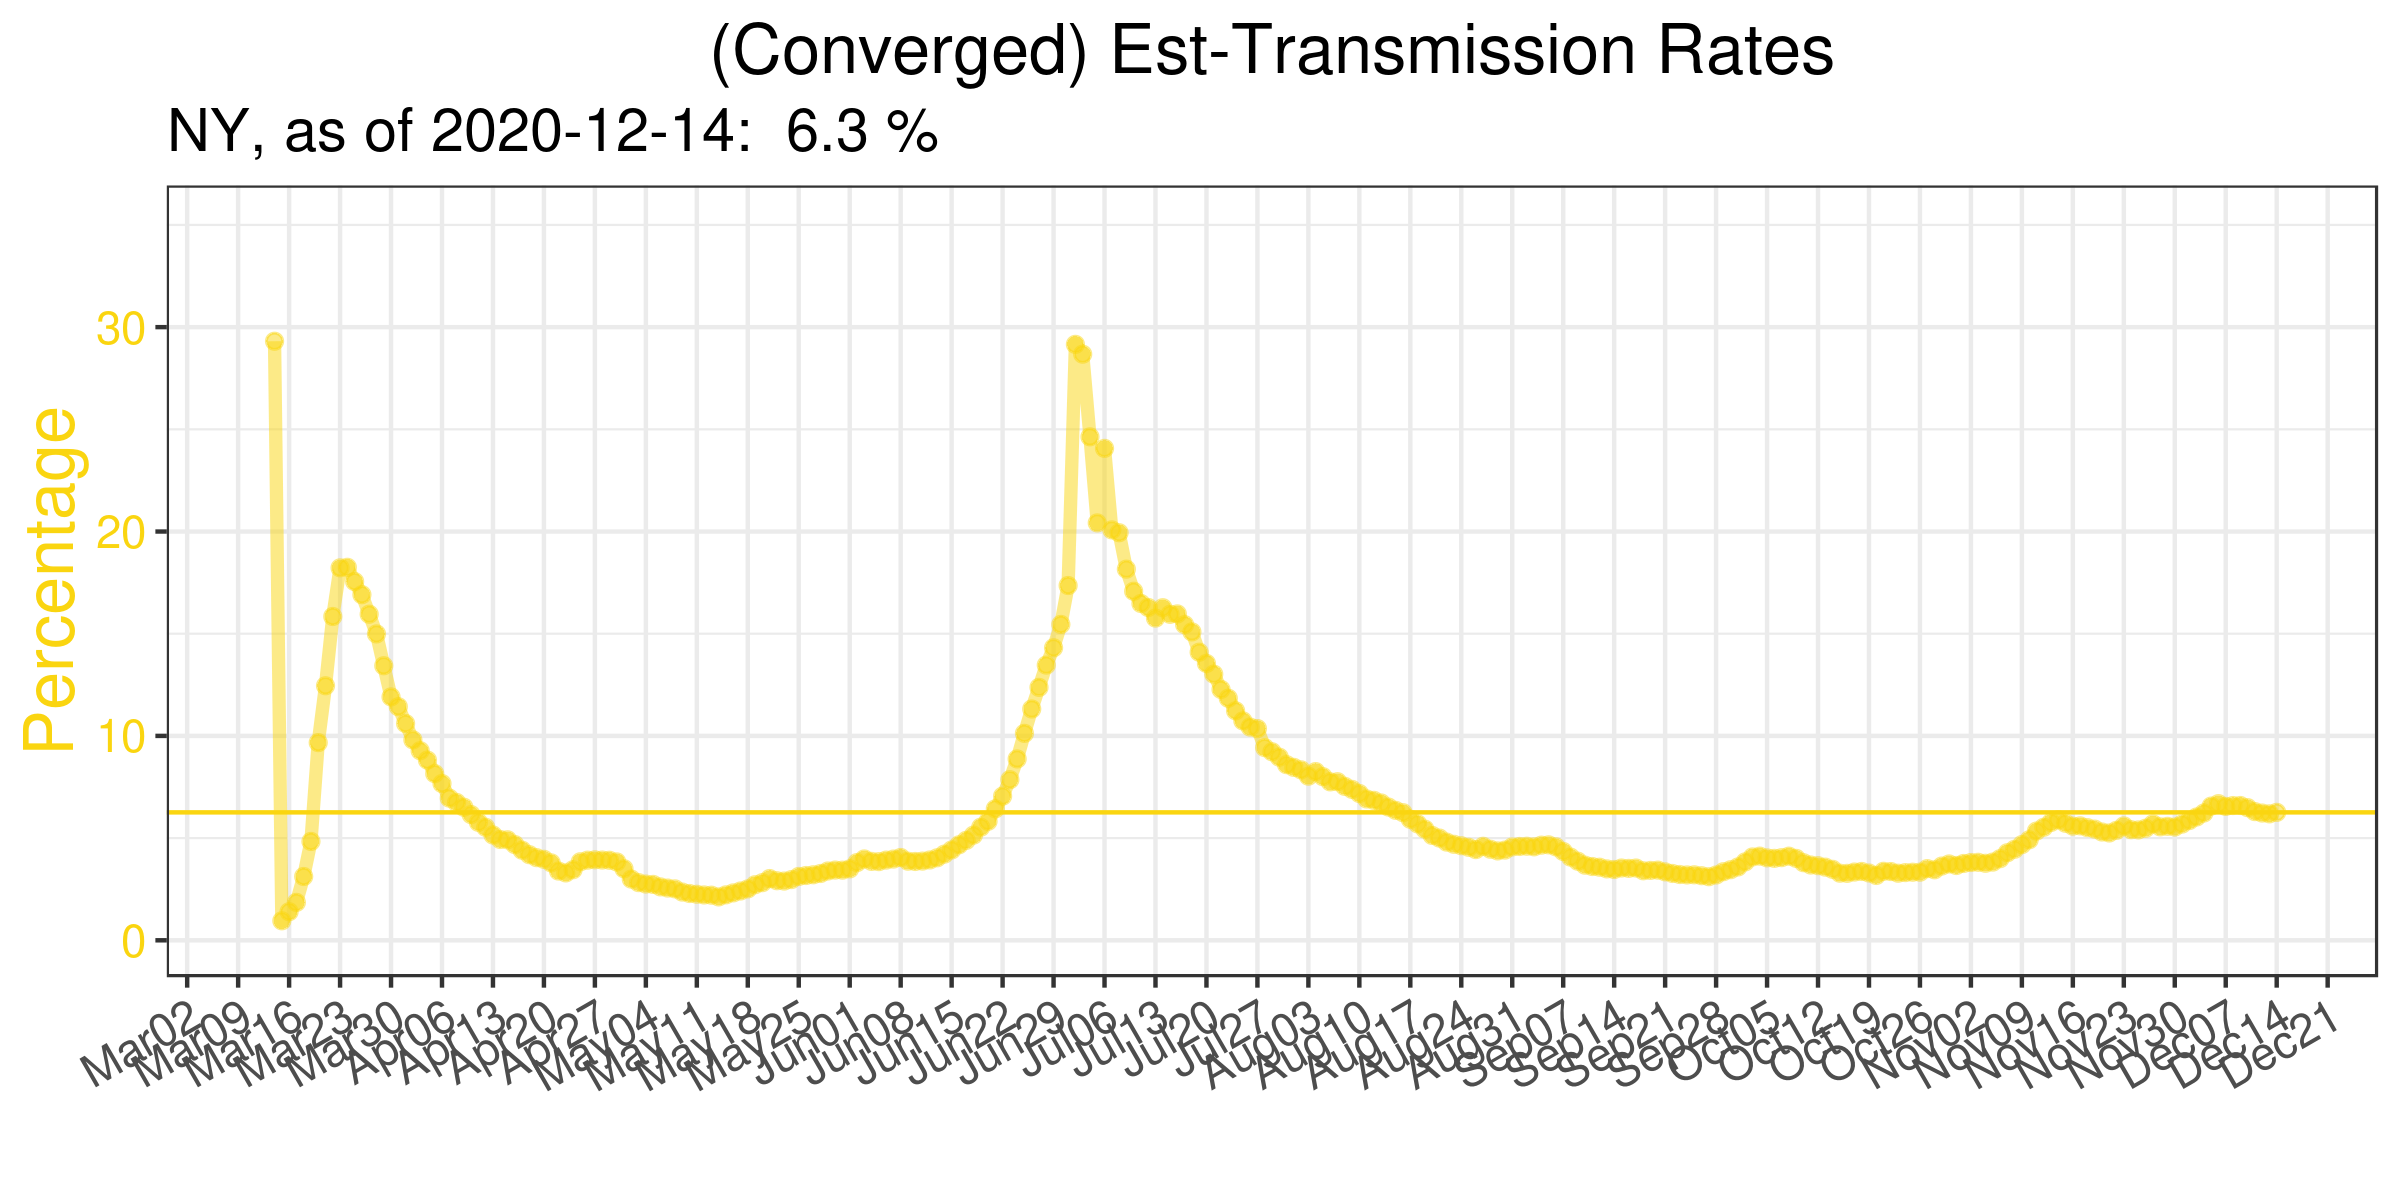 (Converged) Est-Transmission Rates
NY, as of 2020-12-14:  6.3 %
Percentage
30
20
10
0
Mar02
Mar09
Mar16
Mar23
Mar30
Apr06
Apr13
Apr20
Apr27
May04
May11
May18
May25
Jun01
Jun08
Jun15
Jun22
Jun29
Jul06
Jul13
Jul20
Jul27
Aug03
Aug10
Aug17
Aug24
Aug31
Sep07
Sep14
Sep21
Sep28
Oct05
Oct12
Oct19
Oct26
Nov02
Nov09
Nov16
Nov23
Nov30
Dec07
Dec14
Dec21